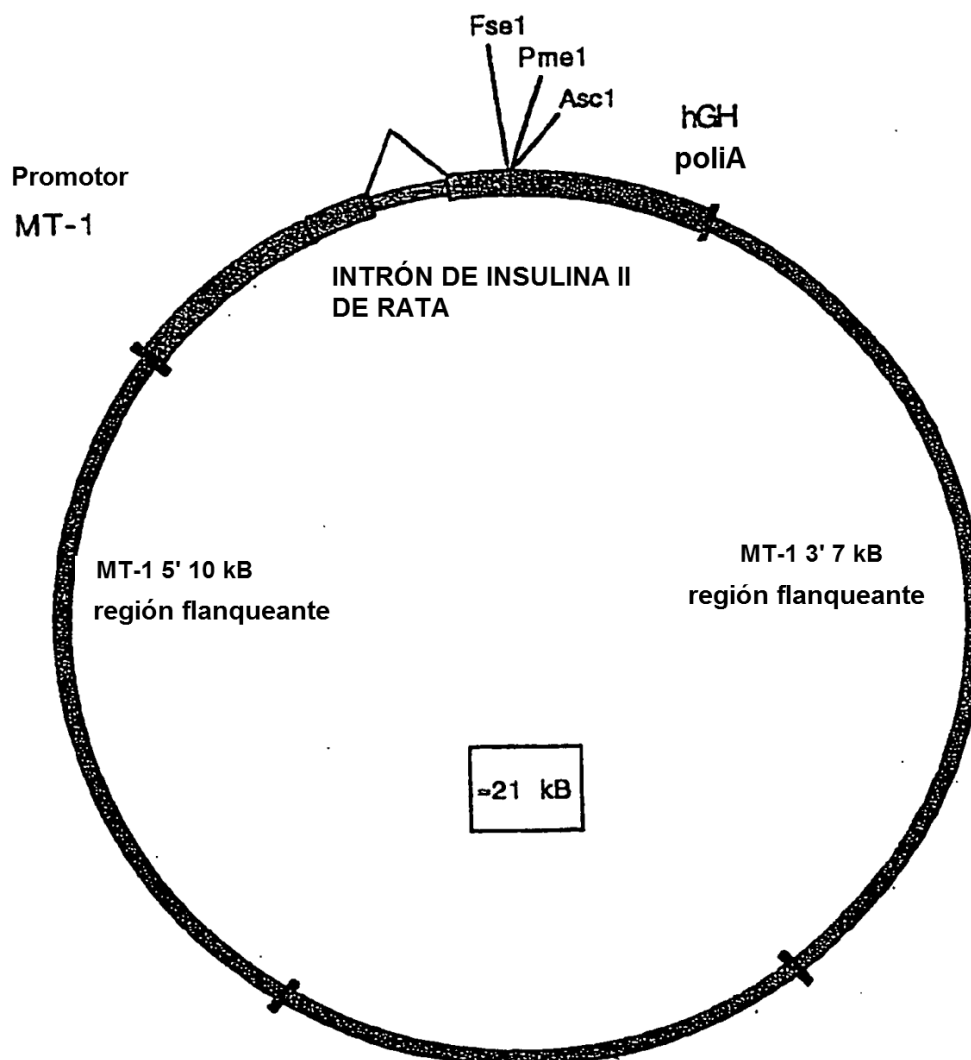 Fse1
Pme1
Asc1
hGH
poliA
Promotor
MT-1
INTRÓN DE INSULINA II
DE RATA
MT-1 5' 10 kB
región flanqueante
MT-1 3' 7 kB
región flanqueante
≈21 kB